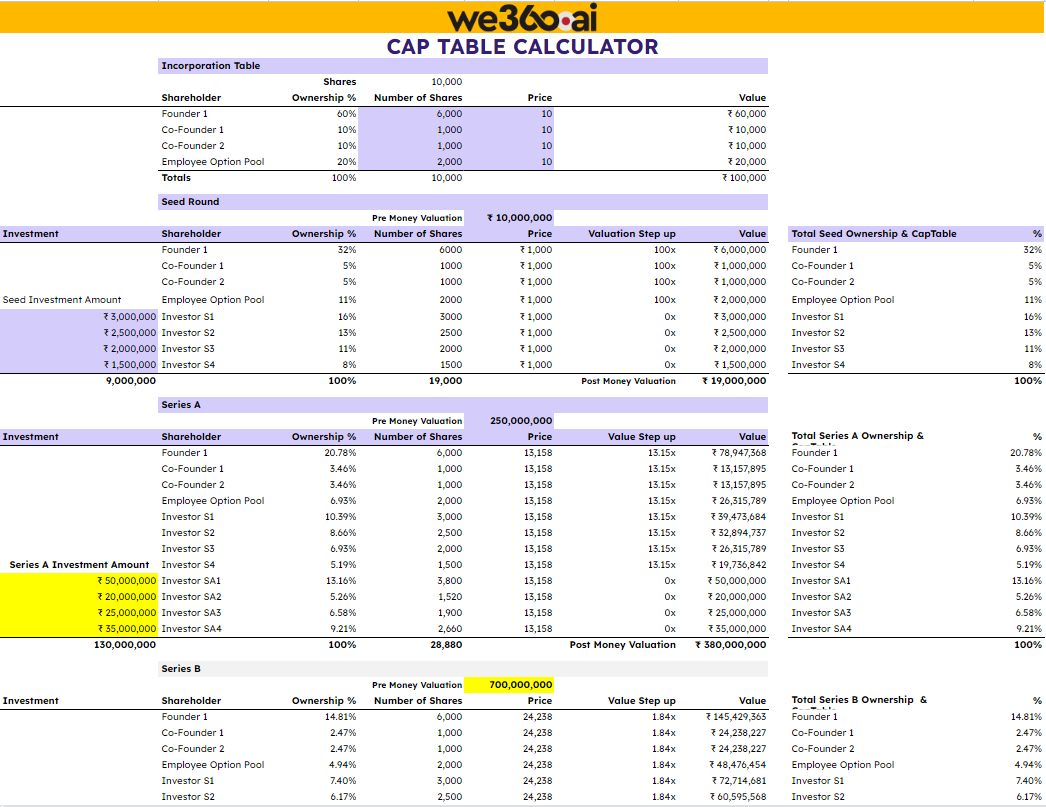 we360.ai
CAP TABLE CALCULATOR
Incorporation Table
Shares 10,000
Shareholder Ownership % Number of Shares Price Value
Founder 1 60% 6,000 10 ₹ 60,000
Co-Founder 1 10% 1,000 10 ₹ 10,000
Co-Founder 2 10% 1,000 10 ₹ 10,000
Employee Option Pool 20% 2,000 10 ₹ 20,000
Totals 100% 10,000 ₹ 100,000
Seed Round
Pre Money Valuation ₹ 10,000,000
Investment Shareholder Ownership % Number of Shares Price Valuation Step up Value Total Seed Ownership & CapTable %
Founder 1 32% 6000 ₹ 1,000 100x ₹ 6,000,000 Founder 1 32%
Co-Founder 1 5% 1000 ₹ 1,000 100x ₹ 1,000,000 Co-Founder 1 5%
Co-Founder 2 5% 1000 ₹ 1,000 100x ₹ 1,000,000 Co-Founder 2 5%
Seed Investment Amount Employee Option Pool 11% 2000 ₹ 1,000 100x ₹ 2,000,000 Employee Option Pool 11%
₹ 3,000,000 Investor S1 16% 3000 ₹ 1,000 0x ₹ 3,000,000 Investor S1 16%
₹ 2,500,000 Investor S2 13% 2500 ₹ 1,000 0x ₹ 2,500,000 Investor S2 13%
₹ 2,000,000 Investor S3 11% 2000 ₹ 1,000 0x ₹ 2,000,000 Investor S3 11%
₹ 1,500,000 Investor S4 8% 1500 ₹ 1,000 0x ₹ 1,500,000 Investor S4 8%
9,000,000 100% 19,000 Post Money Valuation ₹ 19,000,000 100%
Series A
Pre Money Valuation 250,000,000
Investment Shareholder Ownership % Number of Shares Price Value Step up Value Total Series A Ownership & %
Founder 1 20.78% 6,000 13,158 13.15x ₹ 78,947,368 Founder 1 20.78%
Co-Founder 1 3.46% 1,000 13,158 13.15x ₹ 13,157,895 Co-Founder 1 3.46%
Co-Founder 2 3.46% 1,000 13,158 13.15x ₹ 13,157,895 Co-Founder 2 3.46%
Employee Option Pool 6.93% 2,000 13,158 13.15x ₹ 26,315,789 Employee Option Pool 6.93%
Investor S1 10.39% 3,000 13,158 13.15x ₹ 39,473,684 Investor S1 10.39%
Investor S2 8.66% 2,500 13,158 13.15x ₹ 32,894,737 Investor S2 8.66%
Investor S3 6.93% 2,000 13,158 13.15x ₹ 26,315,789 Investor S3 6.93%
Series A Investment Amount Investor S4 5.19% 1,500 13,158 13.15x ₹ 19,736,842 Investor S4 5.19%
₹ 50,000,000 Investor SA1 13.16% 3,800 13,158 0x ₹ 50,000,000 Investor SA1 13.16%
₹ 20,000,000 Investor SA2 5.26% 1,520 13,158 0x ₹ 20,000,000 Investor SA2 5.26%
₹ 25,000,000 Investor SA3 6.58% 1,900 13,158 0x ₹ 25,000,000 Investor SA3 6.58%
₹ 35,000,000 Investor SA4 9.21% 2,660 13,158 0x ₹ 35,000,000 Investor SA4 9.21%
130,000,000 100% 28,880 Post Money Valuation ₹ 380,000,000 100%
Series B
Pre Money Valuation 700,000,000
Investment Shareholder Ownership % Number of Shares Price Value Step up Value Total Series B Ownership & %
Founder 1 14.81% 6,000 24,238 1.84x ₹ 145,429,363 Founder 1 14.81%
Co-Founder 1 2.47% 1,000 24,238 1.84x ₹ 24,238,227 Co-Founder 1 2.47%
Co-Founder 2 2.47% 1,000 24,238 1.84x ₹ 24,238,227 Co-Founder 2 2.47%
Employee Option Pool 4.94% 2,000 24,238 1.84x ₹ 48,476,454 Employee Option Pool 4.94%
Investor S1 7.40% 3,000 24,238 1.84x ₹ 72,714,681 Investor S1 7.40%
Investor S2 6.17% 2,500 24,238 1.84x ₹ 60,595,568 Investor S2 6.17%